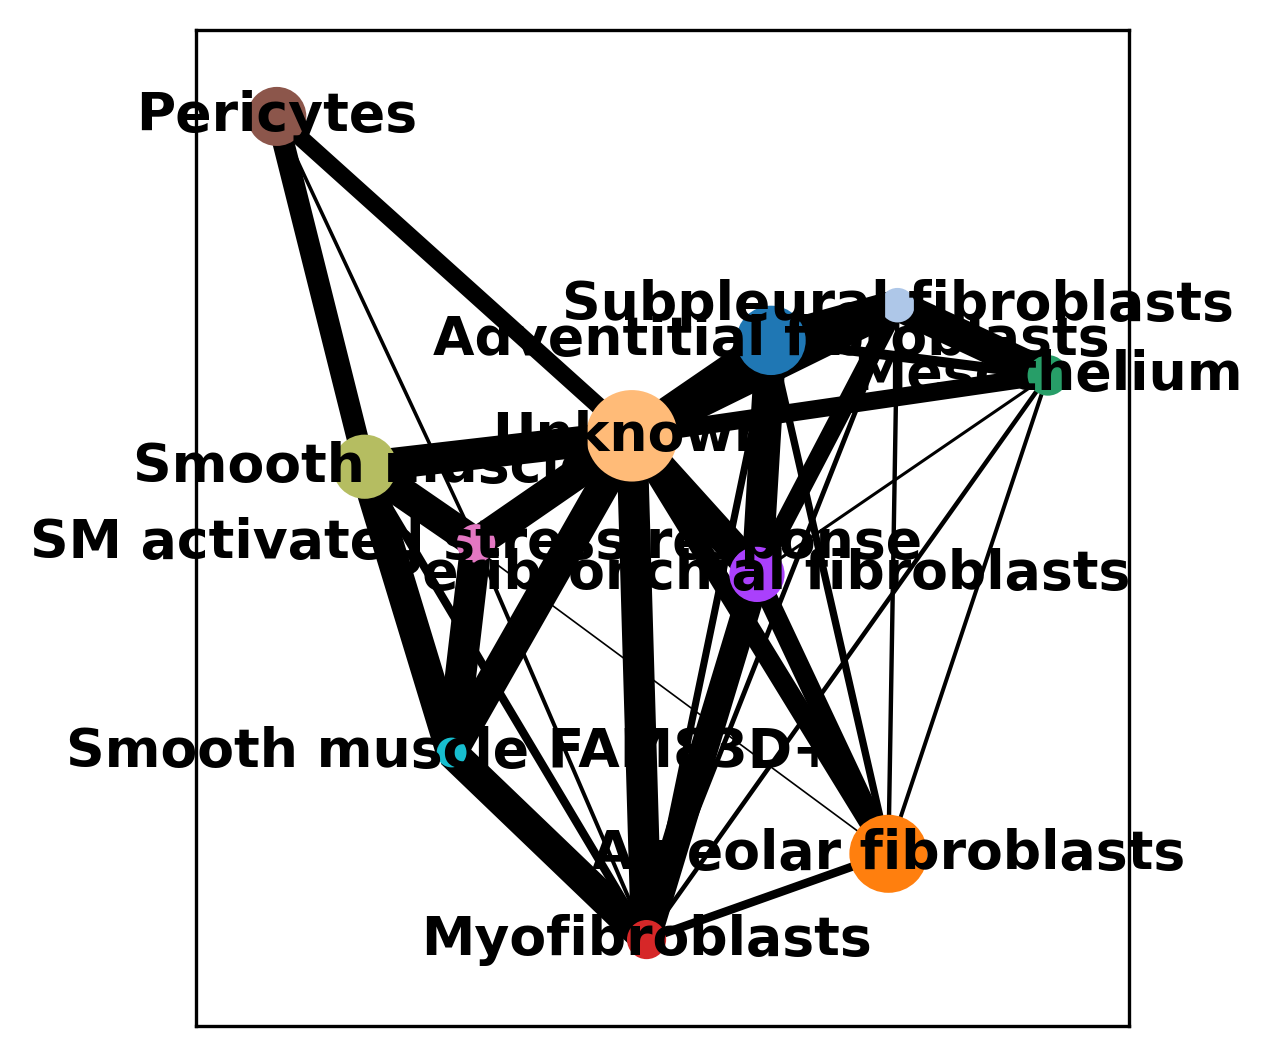 Pericytes
Subpleural fibroblasts
Adventitial fibroblasts
Mesothelium
Unknown
Smooth muscle
SM activated stress response
Peribronchial fibroblasts
Smooth muscle FAM83D+
Alveolar fibroblasts
Myofibroblasts